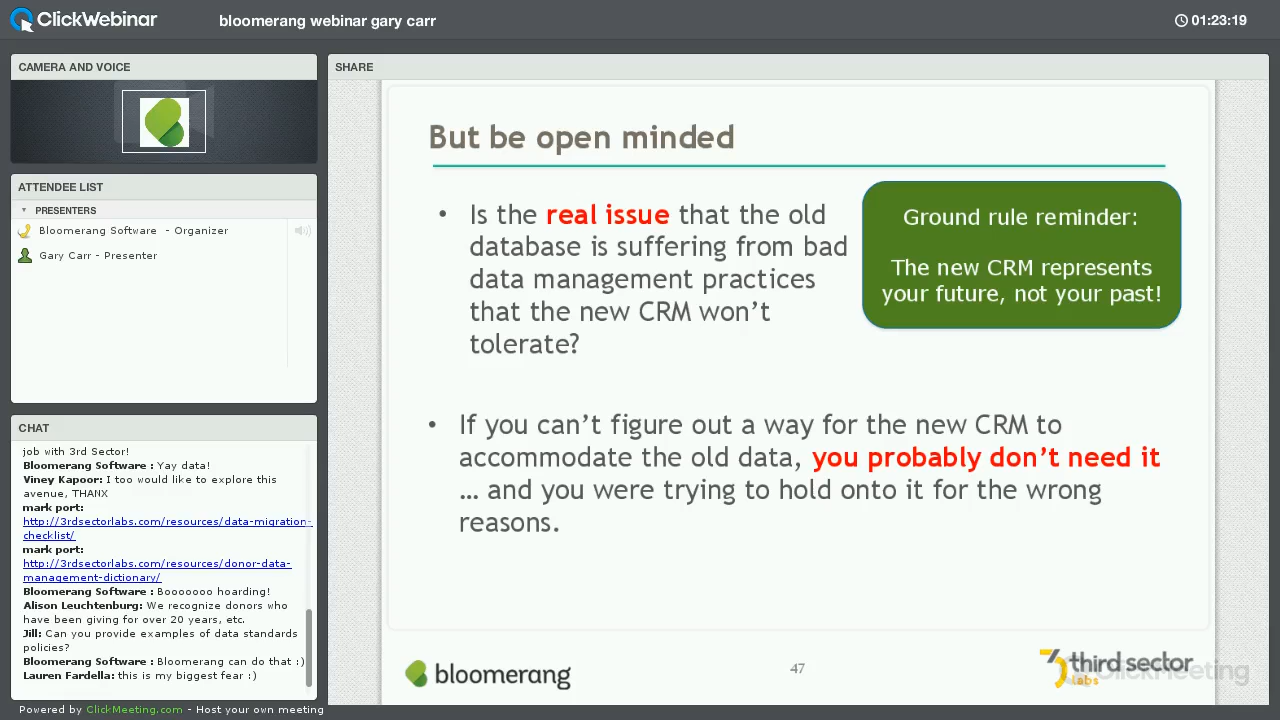 ClickWebinar
bloomerang webinar gary carr
01:23:19
CAMERA AND VOICE
ATTENDEE LIST
PRESENTERS
Bloomerang Software - Organizer
Gary Carr - Presenter
CHAT
job with 3rd Sector!
Bloomerang Software : Yay data!
Viney Kapoor: I too would like to explore this
avenue, THANX
mark port:
http://3rdsectorlabs.com/resources/data-migration-
checklist/
mark port:
http://3rdsectorlabs.com/resources/donor-data-
management-dictionary/
Bloomerang Software : Booooooo hoarding!
Alison Leuchtenburg: We recognize donors who
have been giving for over 20 years, etc.
Jill: Can you provide examples of data standards
policies?
Bloomerang Software : Bloomerang can do that :)
Lauren Fardella: this is my biggest fear :)
Powered by ClickMeeting.com - Host your own meeting
SHARE
But be open minded
• Is the real issue that the old
database is suffering from bad
data management practices
that the new CRM won't
tolerate?
Ground rule reminder:
The new CRM represents
your future, not your past!
• If you can't figure out a way for the new CRM to
accommodate the old data, you probably don't need it
... and you were trying to hold onto it for the wrong
reasons.
bloomerang
47
third sector
labs
ClickMeeting